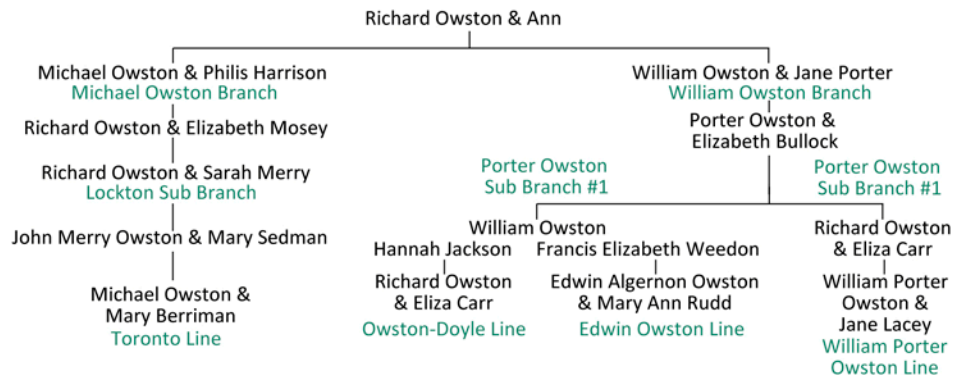 Richard Owston & Ann
Michael Owston & Philis Harrison
Michael Owston Branch
William Owston & Jane Porter
William Owston Branch
Richard Owston & Elizabeth Mosey
Porter Owston &
Elizabeth Bullock
Richard Owston & Sarah Merry
Lockton Sub Branch
Porter Owston
Sub Branch #1
Porter Owston
Sub Branch #1
John Merry Owston & Mary Sedman
William Owston
Hannah Jackson
Francis Elizabeth Weedon
Richard Owston
& Eliza Carr
Michael Owston &
Mary Berriman
Toronto Line
Richard Owston
& Eliza Carr
Owston-Doyle Line
Edwin Algernon Owston
& Mary Ann Rudd
Edwin Owston Line
William Porter
Owston &
Jane Lacey
William Porter
Owston Line